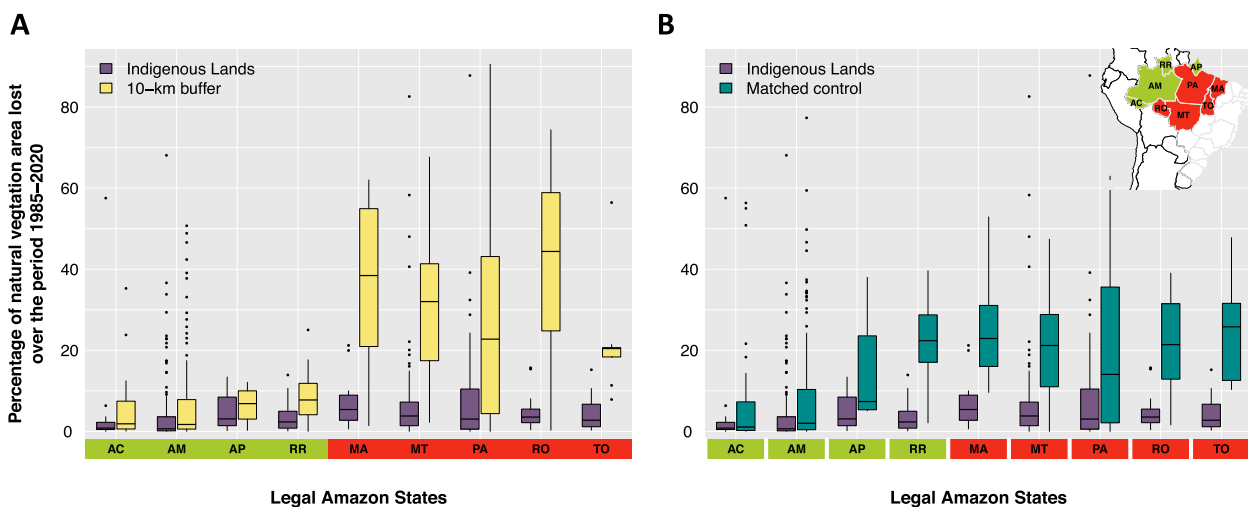 A
Percentage of natural vegtation area lost
over the period 1985−2020
80
60
40
20
0
Indigenous Lands
10−km buffer
AC AM AP RR MA MT PA RO TO
Legal Amazon States
B
80
60
40
20
0
Indigenous Lands
Matched control
RR AP
AM PA MA
AC RO TO
MT
AC AM AP RR MA MT PA RO TO
Legal Amazon States